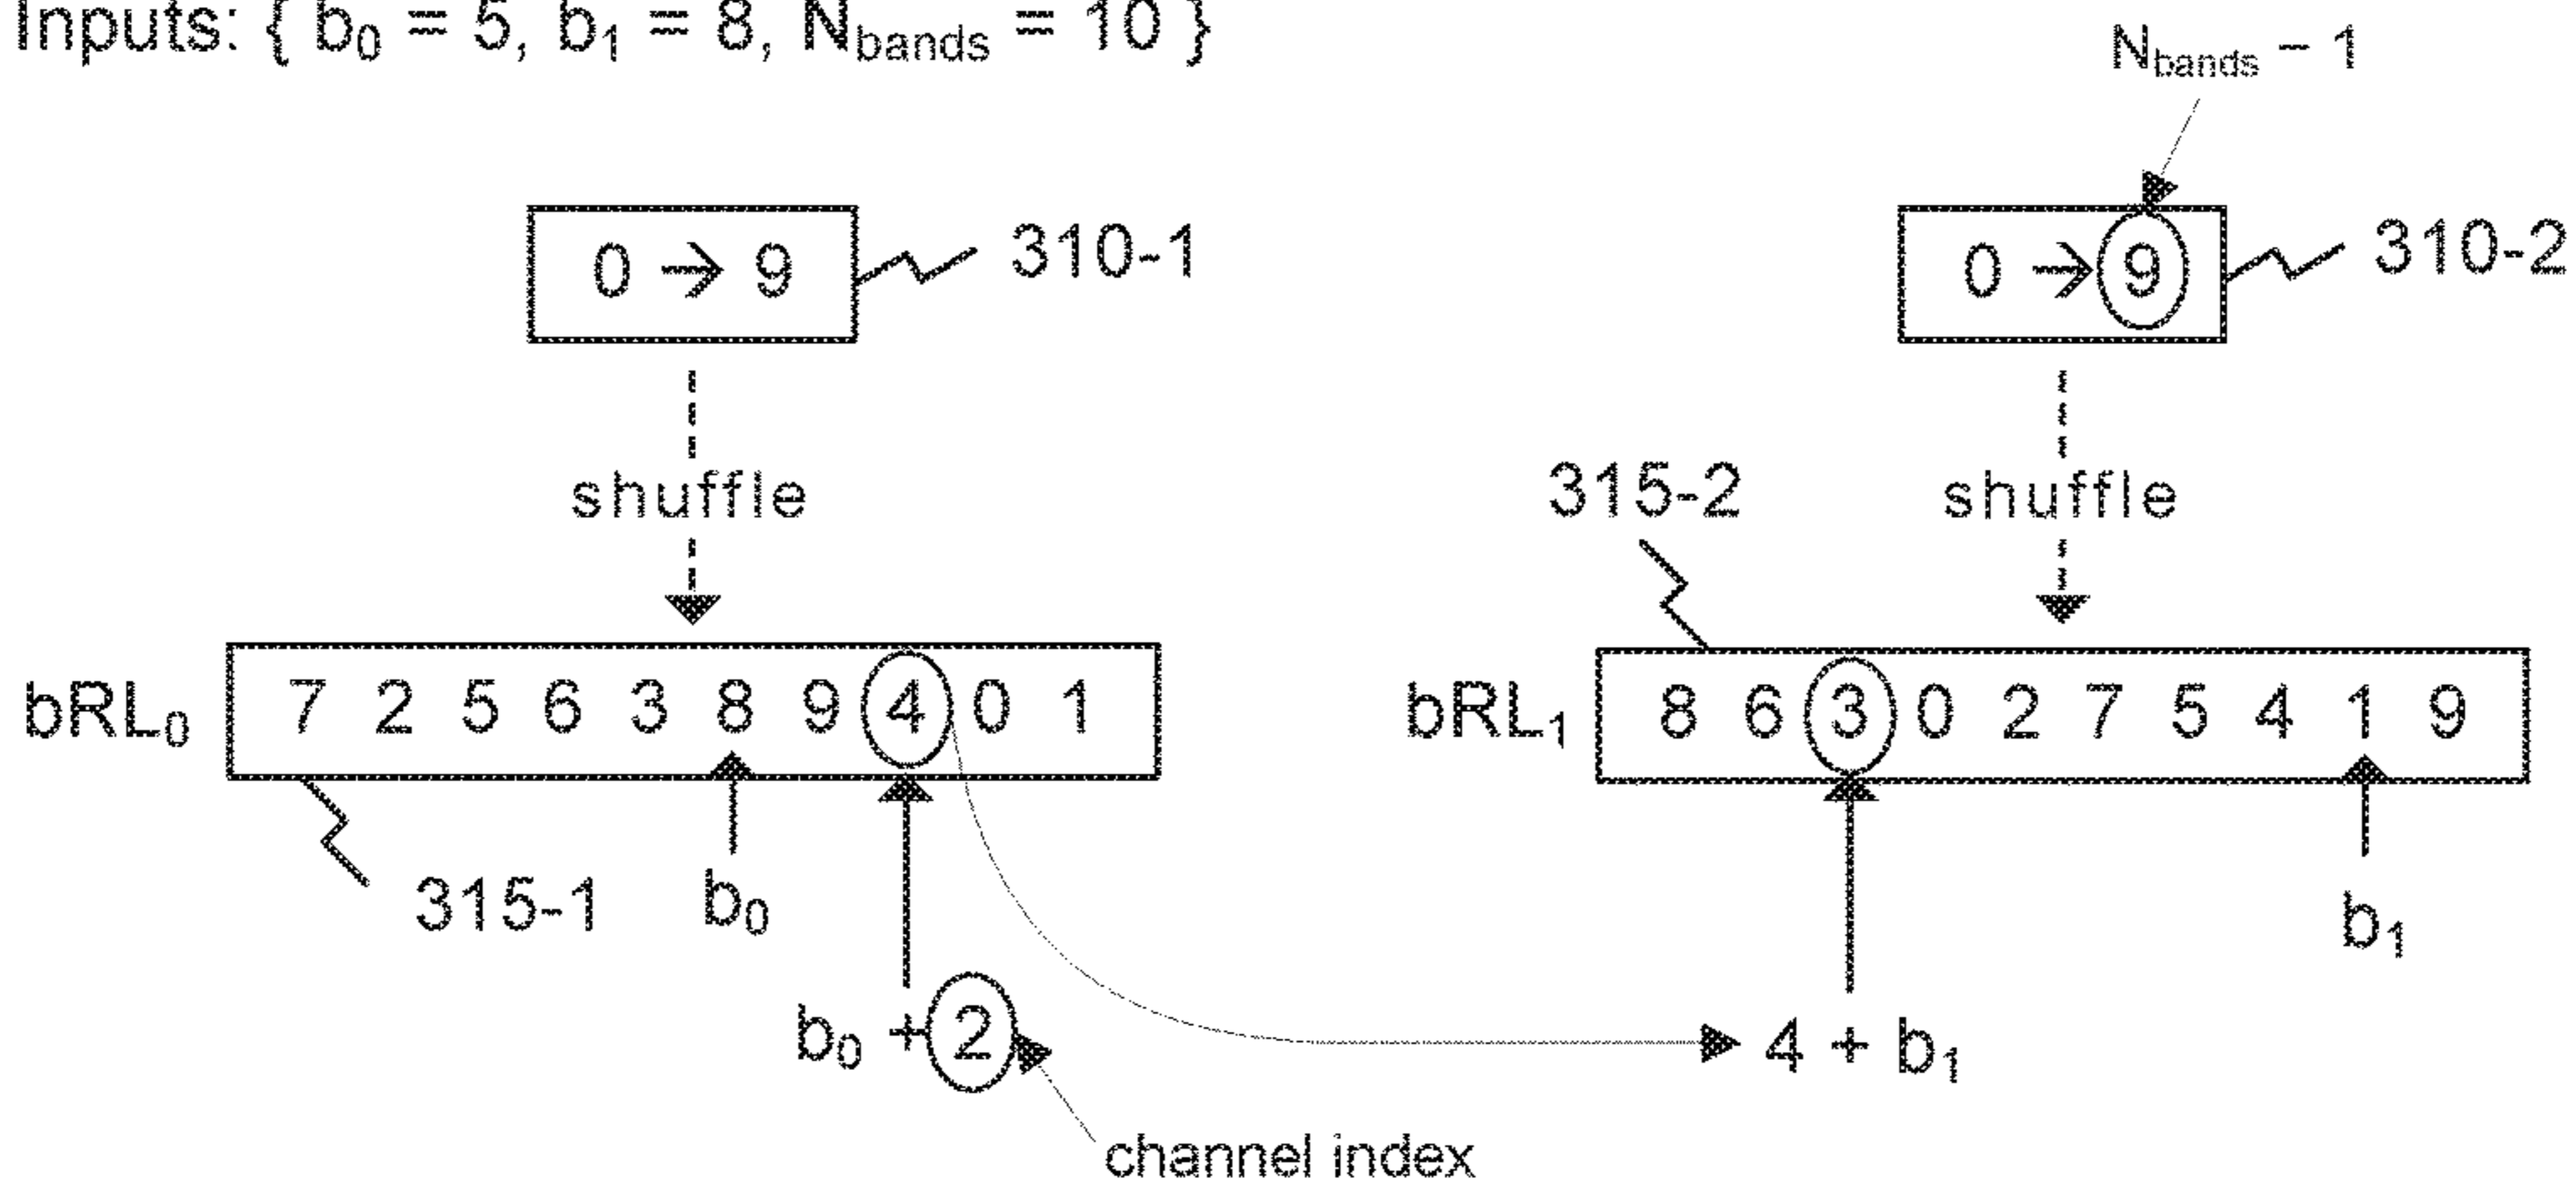 Inputs: { b₀ = 5, b₁ = 8, Nbands = 10 }
Nbands – 1
0 → 9
310-1
0 → 9
310-2
shuffle
315-2
shuffle
bRL₀
7 2 5 6 3 8 9 4 0 1
bRL₁
8 6 3 0 2 7 5 4 1 9
315-1
b₀
b₁
b₀ + 2
4 + b₁
channel index